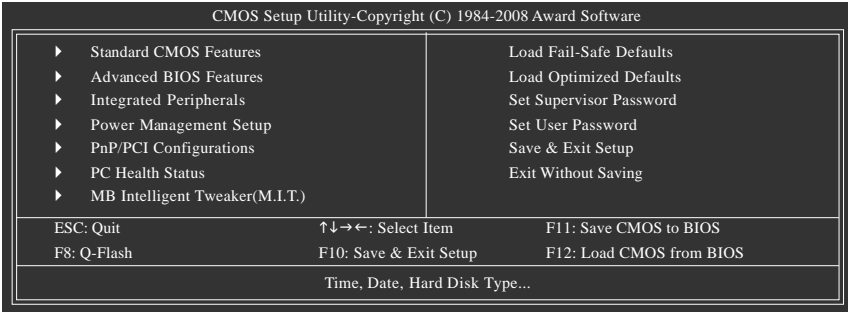 CMOS Setup Utility-Copyright (C) 1984-2008 Award Software
Standard CMOS Features
Advanced BIOS Features
Integrated Peripherals
Power Management Setup
PnP/PCI Configurations
PC Health Status
MB Intelligent Tweaker(M.I.T.)
Load Fail-Safe Defaults
Load Optimized Defaults
Set Supervisor Password
Set User Password
Save & Exit Setup
Exit Without Saving
ESC: Quit ↑↓→←: Select Item F11: Save CMOS to BIOS
F8: Q-Flash F10: Save & Exit Setup F12: Load CMOS from BIOS
Time, Date, Hard Disk Type...